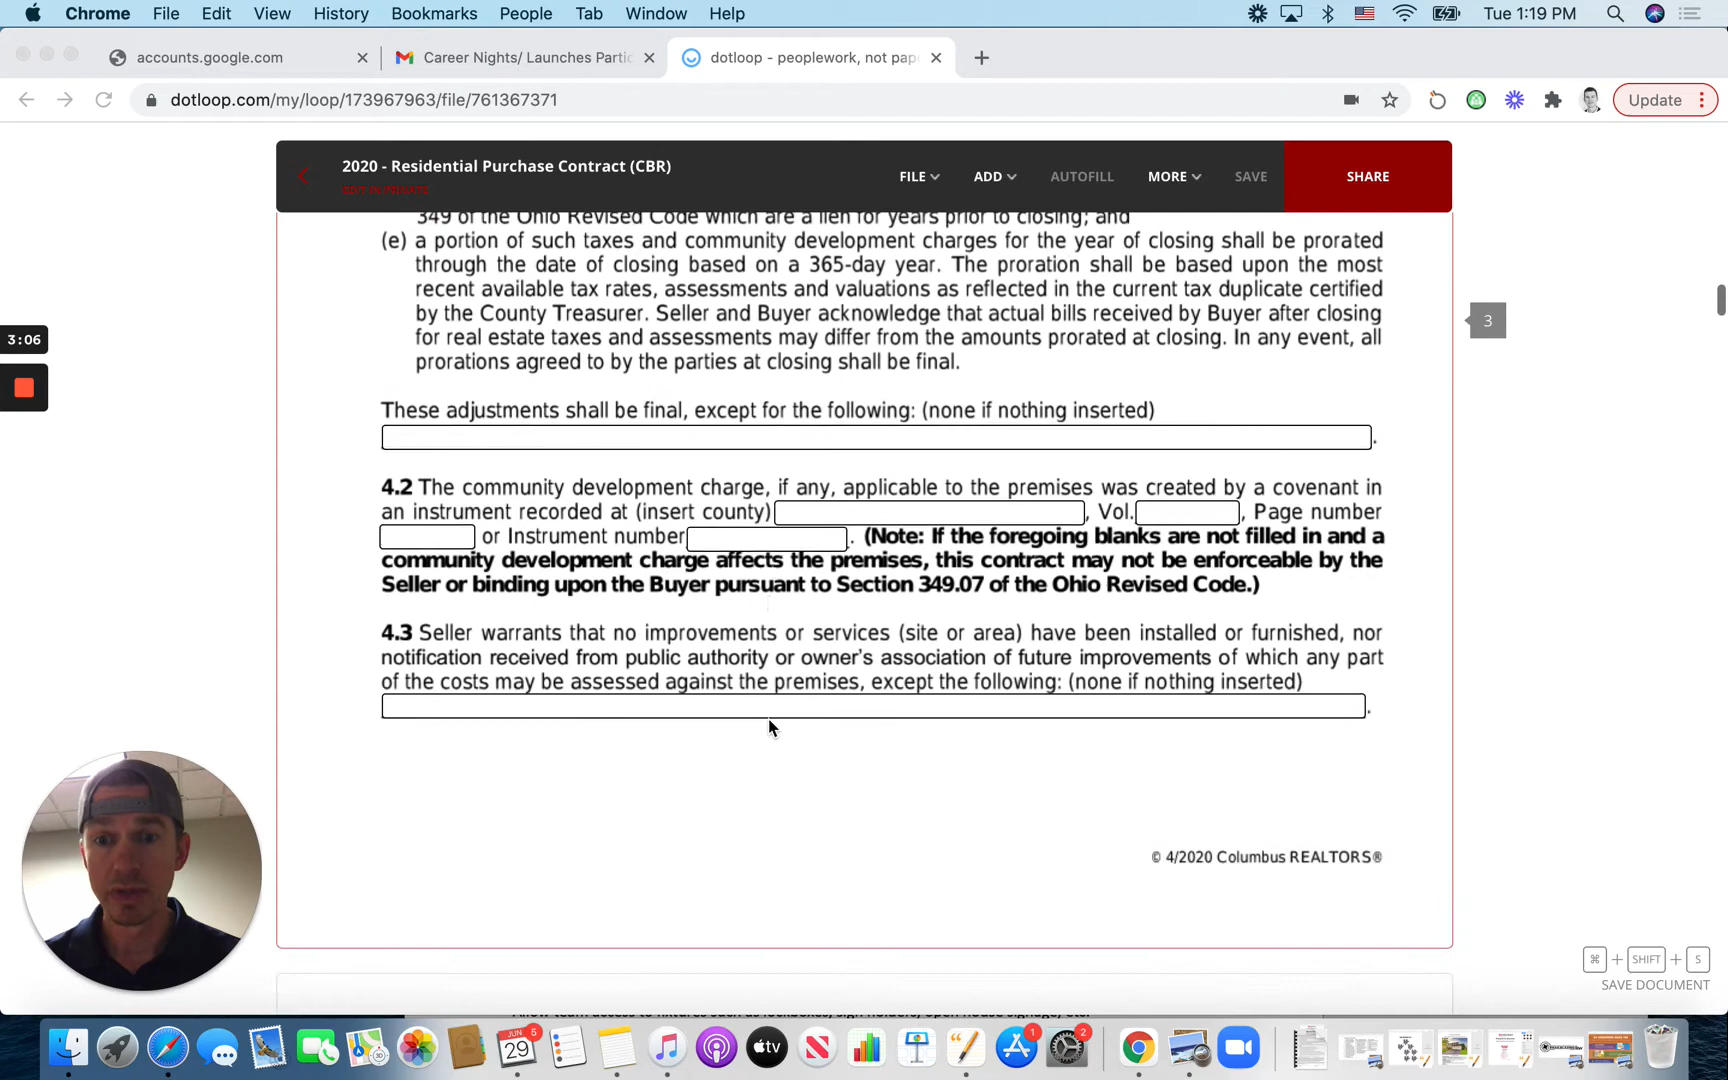 Chrome File Edit View History Bookmarks People Tab Window Help Tue 1:19 PM
accounts.google.com Career Nights/ Launches Partic dotloop - peoplework, not pap
dotloop.com/my/loop/173967963/file/761367371 Update
2020 - Residential Purchase Contract (CBR)
FILE ADD AUTOFILL MORE SAVE SHARE
349 of the Ohio Revised Code which are a lien for years prior to closing; and
(e) a portion of such taxes and community development charges for the year of closing shall be prorated
through the date of closing based on a 365-day year. The proration shall be based upon the most
recent available tax rates, assessments and valuations as reflected in the current tax duplicate certified
by the County Treasurer. Seller and Buyer acknowledge that actual bills received by Buyer after closing
for real estate taxes and assessments may differ from the amounts prorated at closing. In any event, all
prorations agreed to by the parties at closing shall be final.
3
3:06
These adjustments shall be final, except for the following: (none if nothing inserted)
.
4.2 The community development charge, if any, applicable to the premises was created by a covenant in
an instrument recorded at (insert county) , Vol. , Page number
or Instrument number . (Note: If the foregoing blanks are not filled in and a
community development charge affects the premises, this contract may not be enforceable by the
Seller or binding upon the Buyer pursuant to Section 349.07 of the Ohio Revised Code.)
4.3 Seller warrants that no improvements or services (site or area) have been installed or furnished, nor
notification received from public authority or owner's association of future improvements of which any part
of the costs may be assessed against the premises, except the following: (none if nothing inserted)
.
© 4/2020 Columbus REALTORS®
⌘ + SHIFT + S
SAVE DOCUMENT
JUN 29 5 tv 1 2